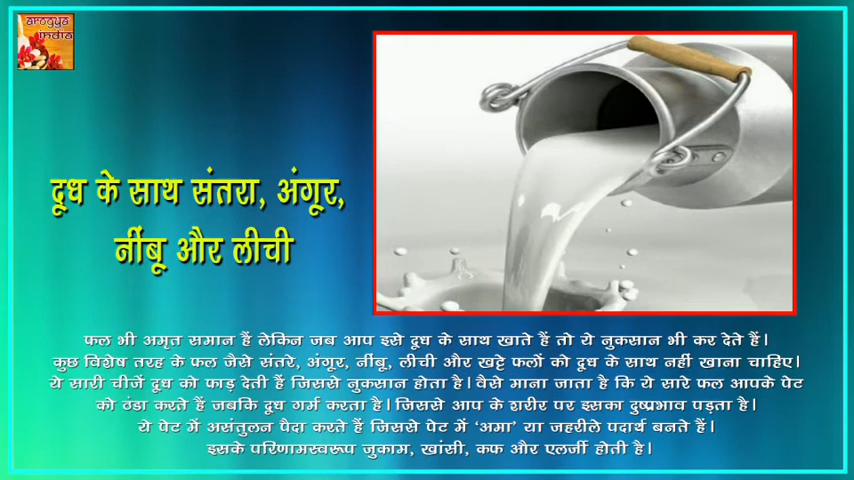 arogya
india
दूध के साथ संतरा, अंगूर,
नींबू और लीची
फल भी अमृत समान हैं लेकिन जब आप इसे दूध के साथ खाते हैं तो ये नुकसान भी कर देते हैं।
कुछ विशेष तरह के फल जैसे संतरे, अंगूर, नींबू, लीची और खट्टे फलों को दूध के साथ नहीं खाना चाहिए।
ये सारी चीजें दूध को फाड़ देती हैं जिससे नुकसान होता है। वैसे माना जाता है कि ये सारे फल आपके पेट
को ठंडा करते हैं जबकि दूध गर्म करता है। जिससे आप के शरीर पर इसका दुष्प्रभाव पड़ता है।
ये पेट में असंतुलन पैदा करते हैं जिससे पेट में ‘अमा’ या जहरीले पदार्थ बनते हैं।
इसके परिणामस्वरूप जुकाम, खांसी, कफ और एलर्जी होती है।